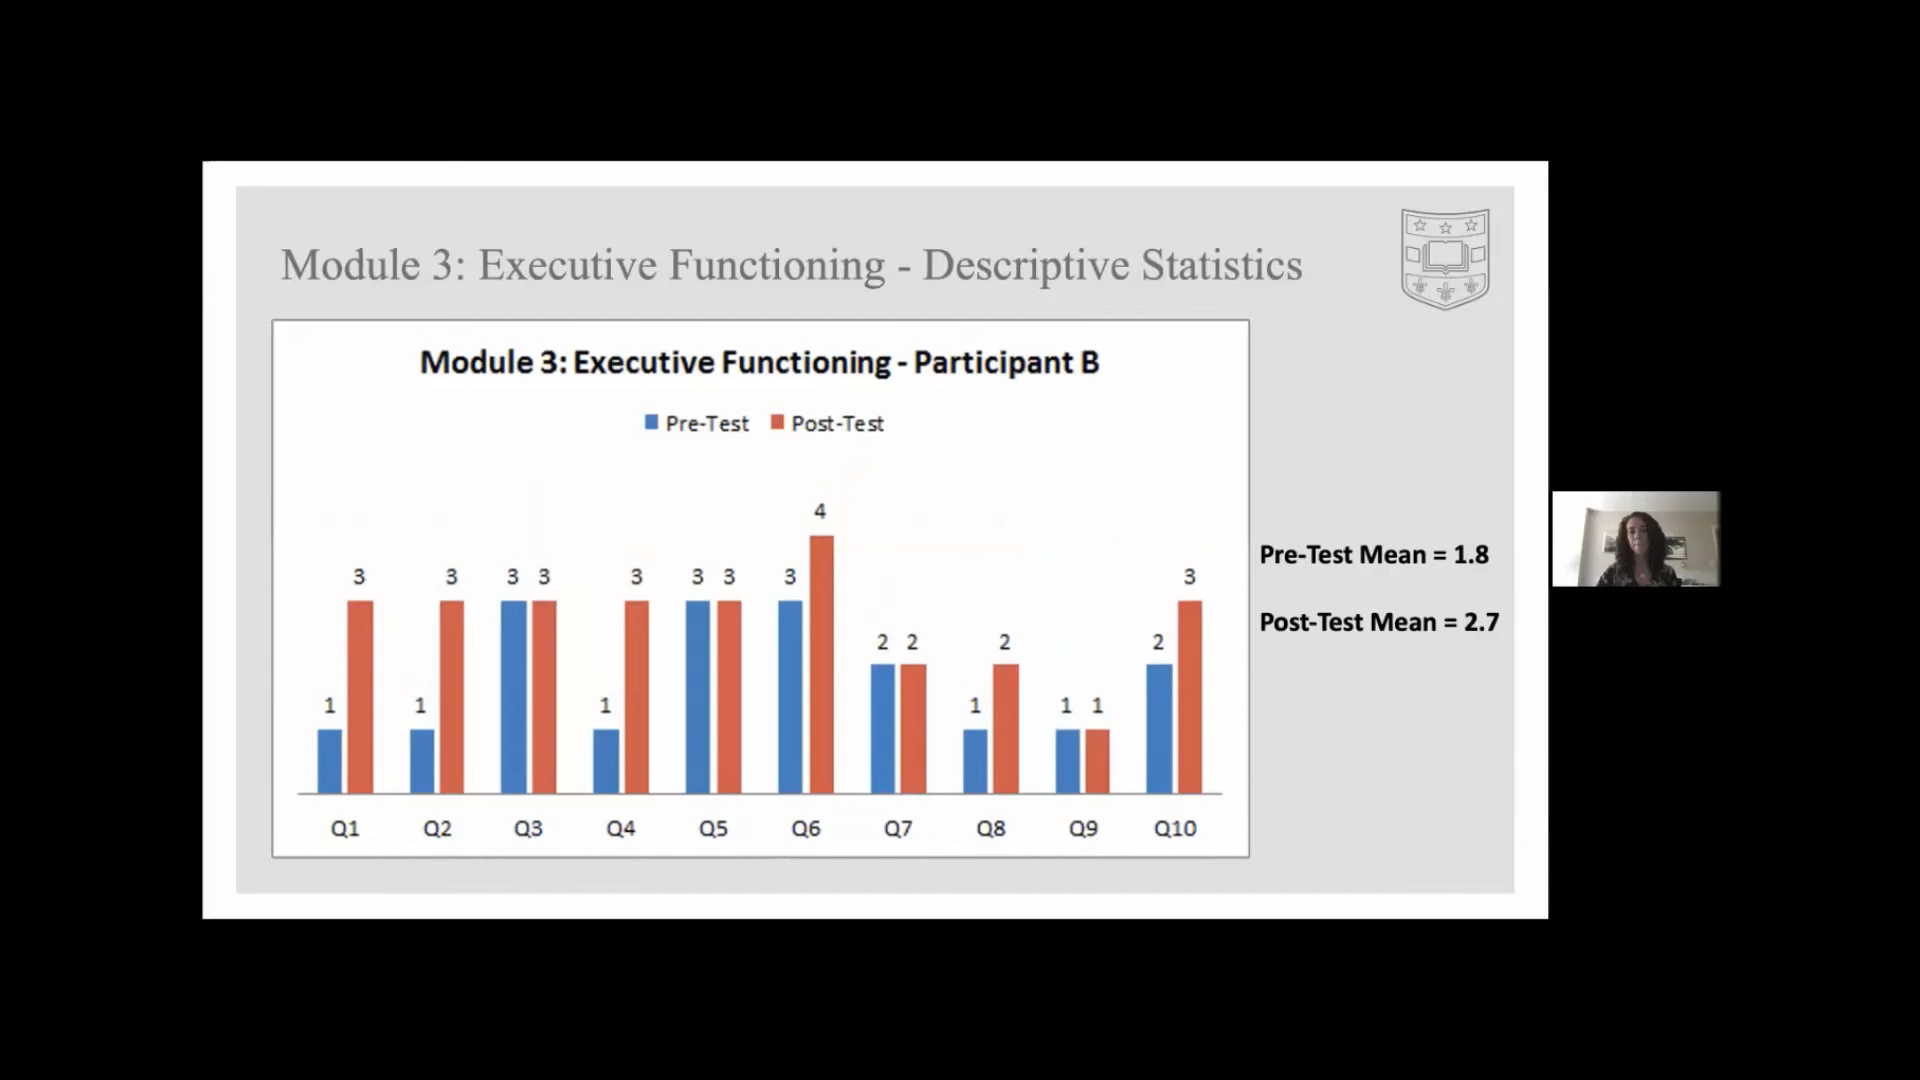 Module 3: Executive Functioning - Descriptive Statistics
Module 3: Executive Functioning - Participant B
Pre-Test Post-Test
1 3 1 3 3 3 1 3 3 3 3 4 2 2 1 2 1 1 2 3
Q1 Q2 Q3 Q4 Q5 Q6 Q7 Q8 Q9 Q10
Pre-Test Mean = 1.8
Post-Test Mean = 2.7